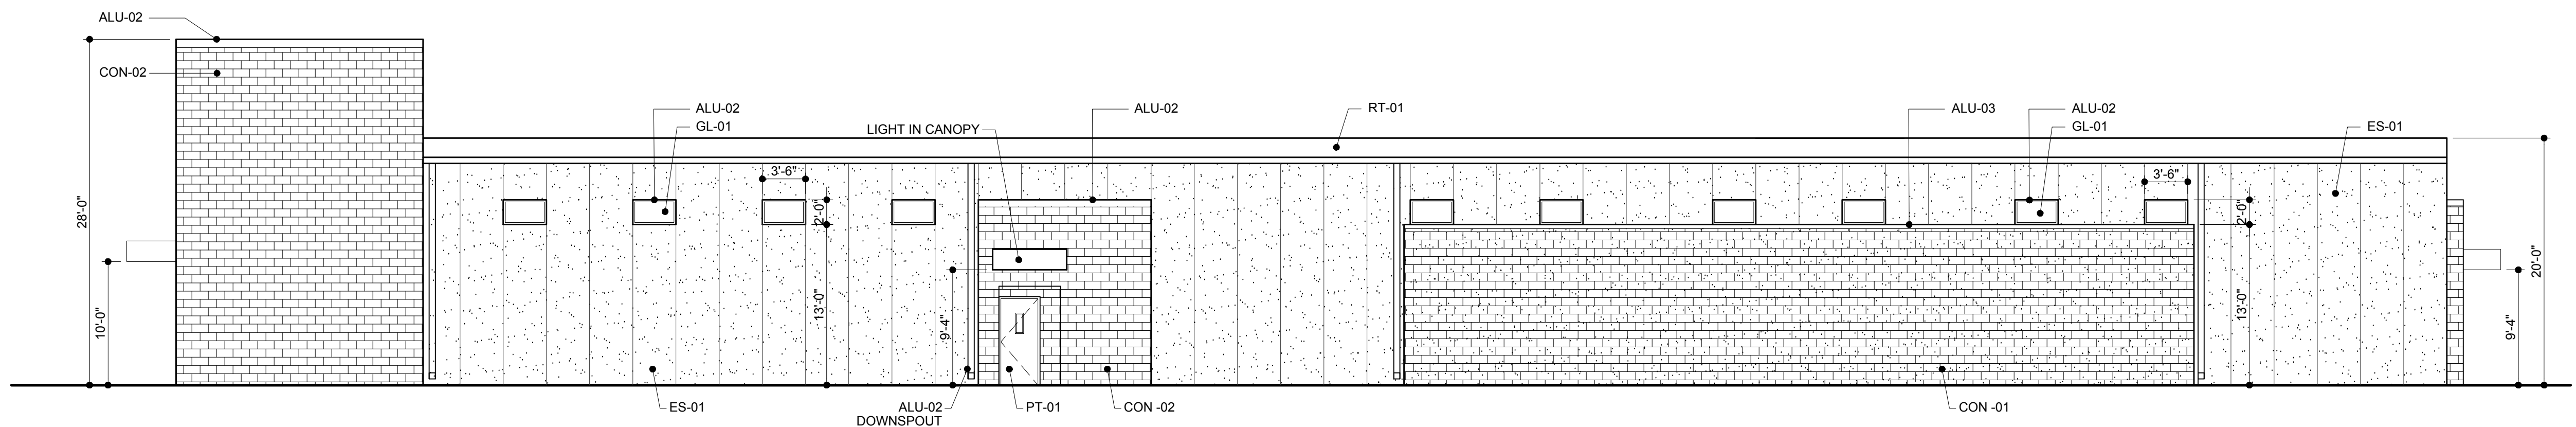 ALU-02
CON-02
28'-0"
10'-0"
ALU-02
GL-01
3'-6"
2'-0"
13'-0"
ES-01
LIGHT IN CANOPY
ALU-02
9'-4"
ALU-02
DOWNSPOUT
PT-01
CON -02
RT-01
ALU-03
ALU-02
GL-01
3'-6"
2'-0"
13'-0"
CON -01
ES-01
20'-0"
9'-4"